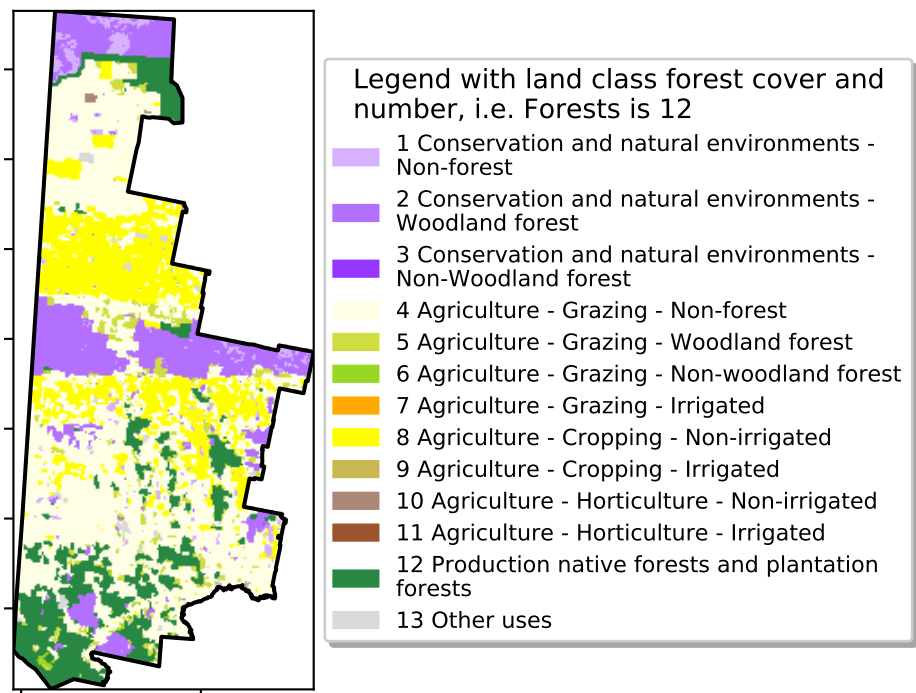 Legend with land class forest cover and
number, i.e. Forests is 12
1 Conservation and natural environments -
Non-forest
2 Conservation and natural environments -
Woodland forest
3 Conservation and natural environments -
Non-Woodland forest
4 Agriculture - Grazing - Non-forest
5 Agriculture - Grazing - Woodland forest
6 Agriculture - Grazing - Non-woodland forest
7 Agriculture - Grazing - Irrigated
8 Agriculture - Cropping - Non-irrigated
9 Agriculture - Cropping - Irrigated
10 Agriculture - Horticulture - Non-irrigated
11 Agriculture - Horticulture - Irrigated
12 Production native forests and plantation
forests
13 Other uses